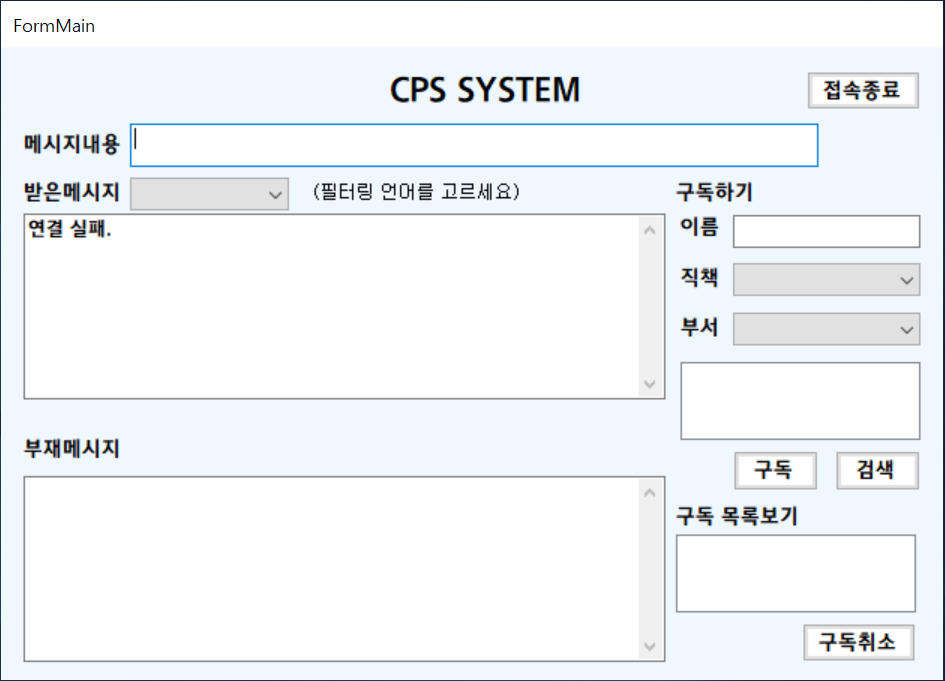 FormMain
CPS SYSTEM
접속종료
메시지내용
받은메시지
(필터링 언어를 고르세요)
연결 실패.
부재메시지
구독하기
이름
직책
부서
구독
검색
구독 목록보기
구독취소